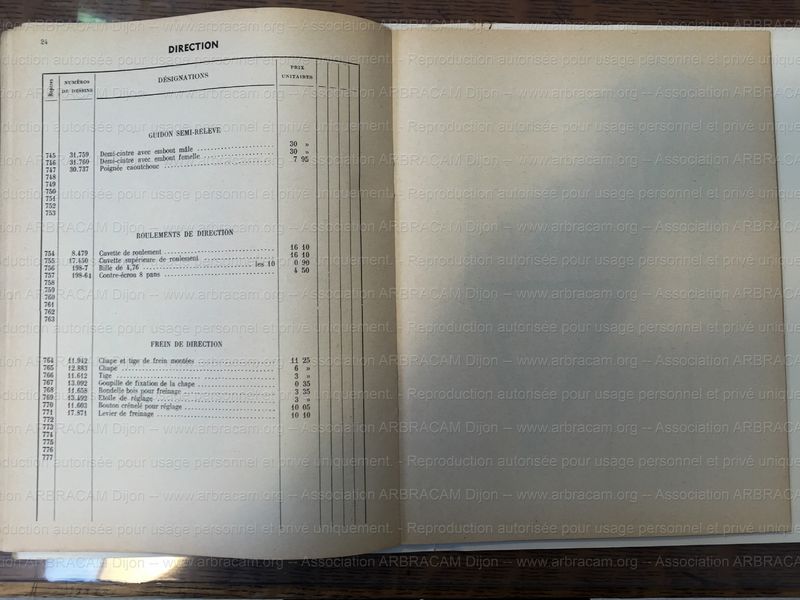 24
DIRECTION
Repères NUMÉROS DE DESSINS DÉSIGNATIONS PRIX UNITAIRES
GUIDON SEMI-RELEVÉ
745 31.759 Demi-cintre avec embout mâle 30 »
746 31.760 Demi-cintre avec embout femelle 30 »
747 30.737 Poignée caoutchouc 7 95
748
749
750
751
752
753
ROULEMENTS DE DIRECTION
754 8.479 Cuvette de roulement 16 10
755 17.450 Cuvette supérieure de roulement 16 10
756 198-7 Bille de 4,76 les 10 0 90
757 198-64 Contre-écrou 8 pans 4 50
758
759
760
761
762
763
FREIN DE DIRECTION
764 11.942 Chape et tige de frein montées 11 25
765 12.883 Chape 6 »
766 11.612 Tige 3 »
767 13.092 Goupille de fixation de la chape 0 35
768 11.658 Rondelle bois pour freinage 3 35
769 13.492 Etoile de réglage 3 »
770 11.603 Bouton crénelé pour réglage 10 05
771 17.871 Levier de freinage 10 10
772
773
774
775
776
777
Association ARBRACAM Dijon -- www.arbracam.org -- Association ARBRACAM Dijon
Reproduction autorisée pour usage personnel et privé uniquement.